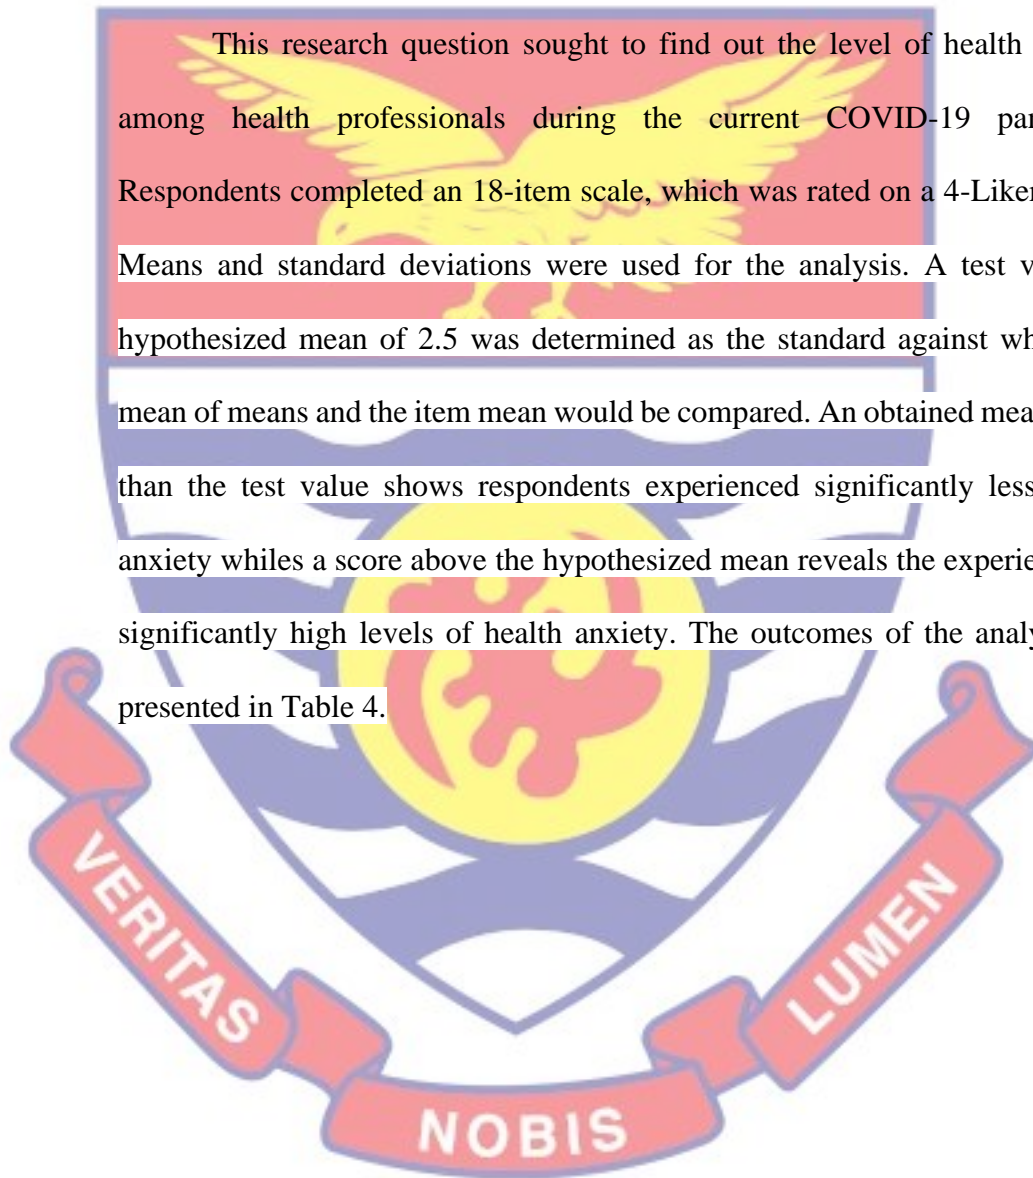 This research question sought to find out the level of health
among health professionals during the current COVID-19
Respondents completed an 18-item scale, which was rated on a 4-Liker
Means and standard deviations were used for the analysis. A test
hypothesized mean of 2.5 was determined as the standard against
mean of means and the item mean would be compared. An obtained
than the test value shows respondents experienced significantly less
anxiety whiles a score above the hypothesized mean reveals the
significantly high levels of health anxiety. The outcomes of the
presented in Table 4.
VERITAS
NOBIS
LUMEN